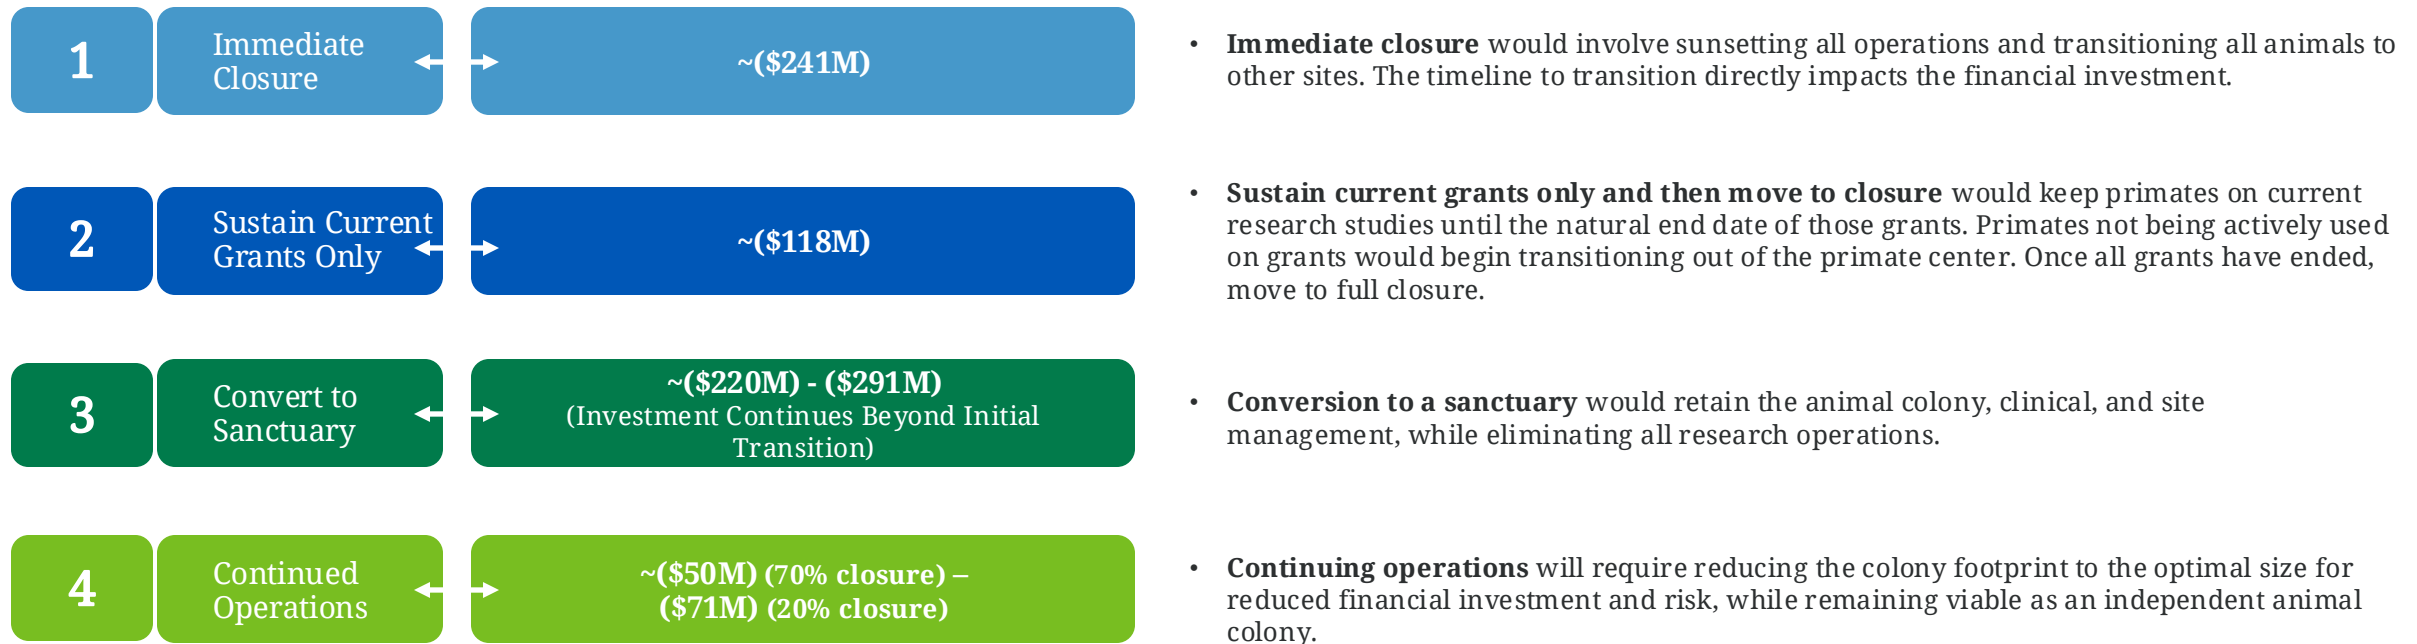 1
Immediate
Closure
~($241M)
• Immediate closure would involve sunsetting all operations and transitioning all animals to
other sites. The timeline to transition directly impacts the financial investment.
2
Sustain Current
Grants Only
~($118M)
• Sustain current grants only and then move to closure would keep primates on current
research studies until the natural end date of those grants. Primates not being actively used
on grants would begin transitioning out of the primate center. Once all grants have ended,
move to full closure.
3
Convert to
Sanctuary
~($220M) - ($291M)
(Investment Continues Beyond Initial
Transition)
• Conversion to a sanctuary would retain the animal colony, clinical, and site
management, while eliminating all research operations.
4
Continued
Operations
~($50M) (70% closure) –
($71M) (20% closure)
• Continuing operations will require reducing the colony footprint to the optimal size for
reduced financial investment and risk, while remaining viable as an independent animal
colony.